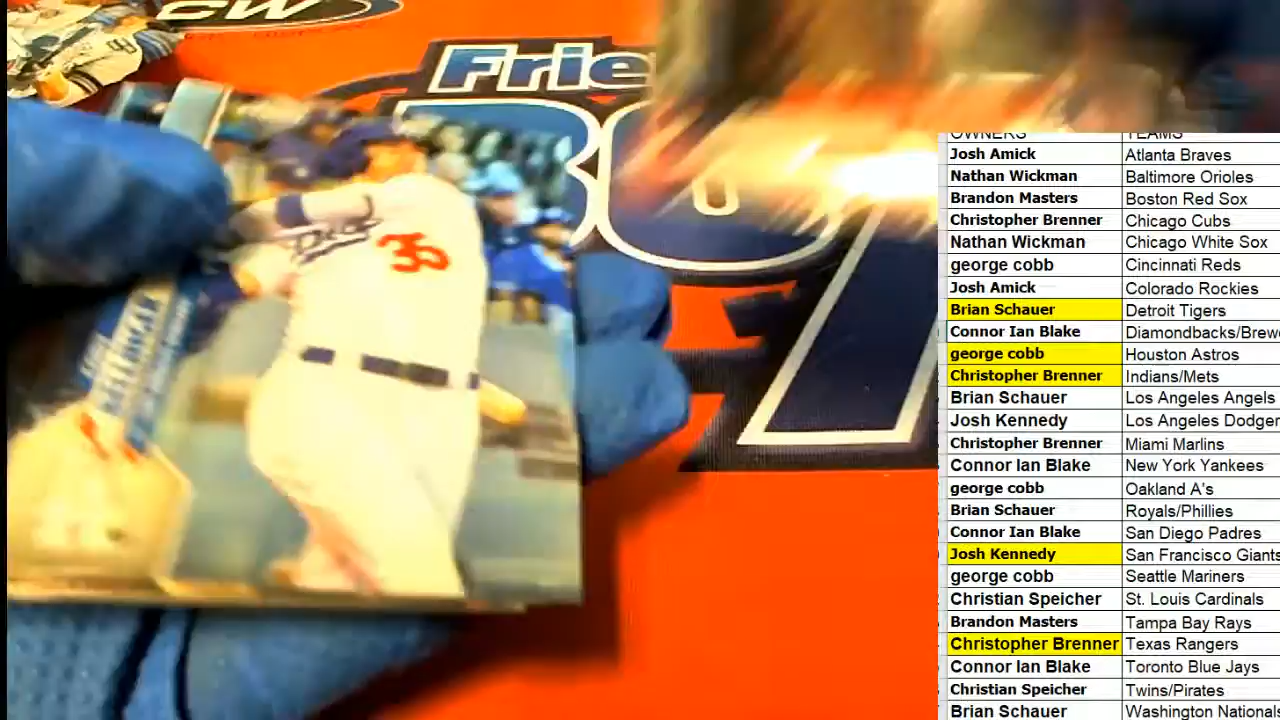 CW
Frie
OWNERS TEAMS
Josh Amick Atlanta Braves
Nathan Wickman Baltimore Orioles
Brandon Masters Boston Red Sox
Christopher Brenner Chicago Cubs
Nathan Wickman Chicago White Sox
george cobb Cincinnati Reds
Josh Amick Colorado Rockies
Brian Schauer Detroit Tigers
Connor Ian Blake Diamondbacks/Brew
george cobb Houston Astros
Christopher Brenner Indians/Mets
Brian Schauer Los Angeles Angels
Josh Kennedy Los Angeles Dodger
Christopher Brenner Miami Marlins
Connor Ian Blake New York Yankees
george cobb Oakland A's
Brian Schauer Royals/Phillies
Connor Ian Blake San Diego Padres
Josh Kennedy San Francisco Giants
george cobb Seattle Mariners
Christian Speicher St. Louis Cardinals
Brandon Masters Tampa Bay Rays
Christopher Brenner Texas Rangers
Connor Ian Blake Toronto Blue Jays
Christian Speicher Twins/Pirates
Brian Schauer Washington Nationals
35